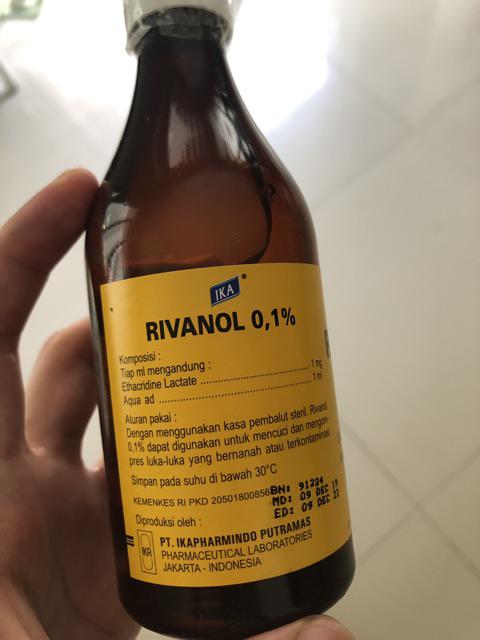 IKA ®
RIVANOL 0,1%
Komposisi :
Tiap ml mengandung :
Ethacridine Lactate ........................................ 1 mg
Aqua ad ........................................................ 1 ml
Aturan pakai :
Dengan menggunakan kasa pembalut steril. Rivanol
0,1% dapat digunakan untuk mencuci dan mengom-
pres luka-luka yang bernanah atau terkontaminasi
Simpan pada suhu di bawah 30°C
KEMENKES RI PKD 20501800856
BN: 91224
MD: 09 DEC 19
ED: 09 DEC 22
Diproduksi oleh :
IKA
PT. IKAPHARMINDO PUTRAMAS
PHARMACEUTICAL LABORATORIES
JAKARTA - INDONESIA